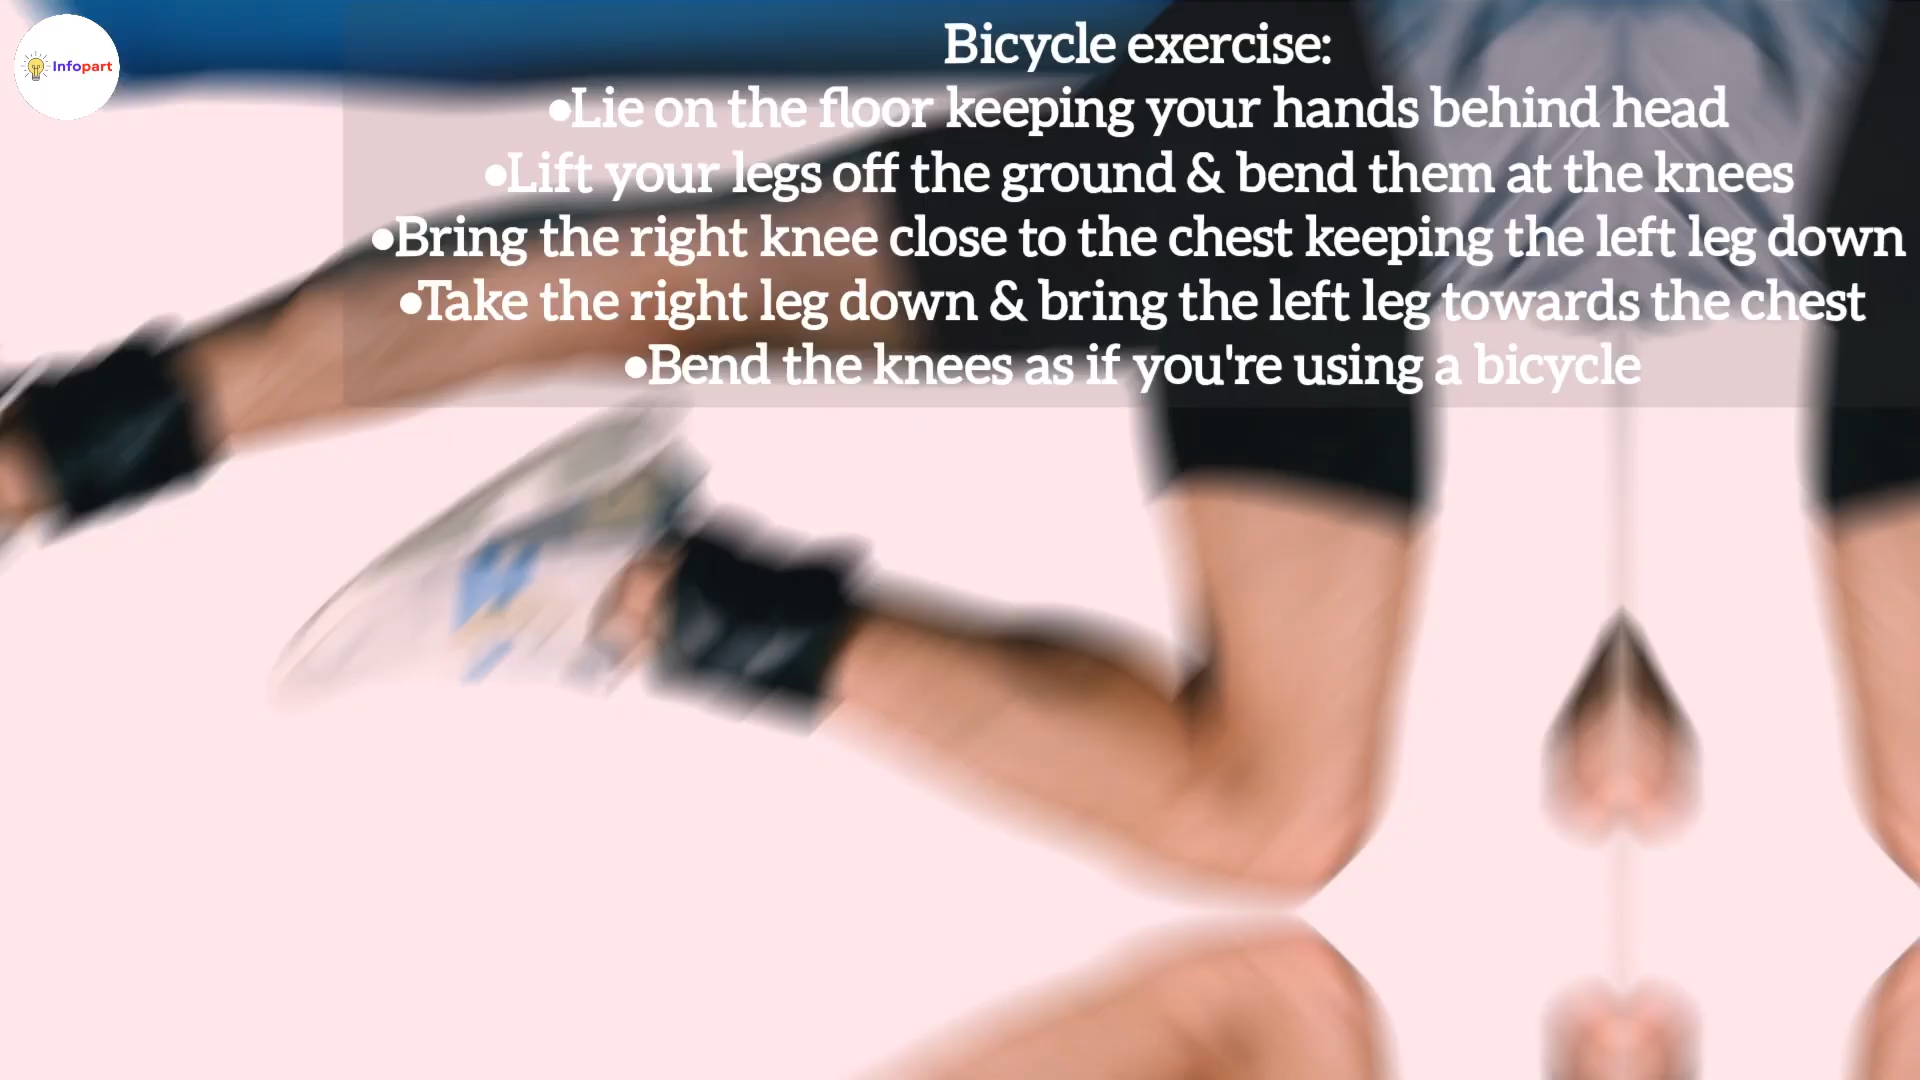 Infopart
Bicycle exercise:
•Lie on the floor keeping your hands behind head
•Lift your legs off the ground & bend them at the knees
•Bring the right knee close to the chest keeping the left leg down
•Take the right leg down & bring the left leg towards the chest
•Bend the knees as if you're using a bicycle